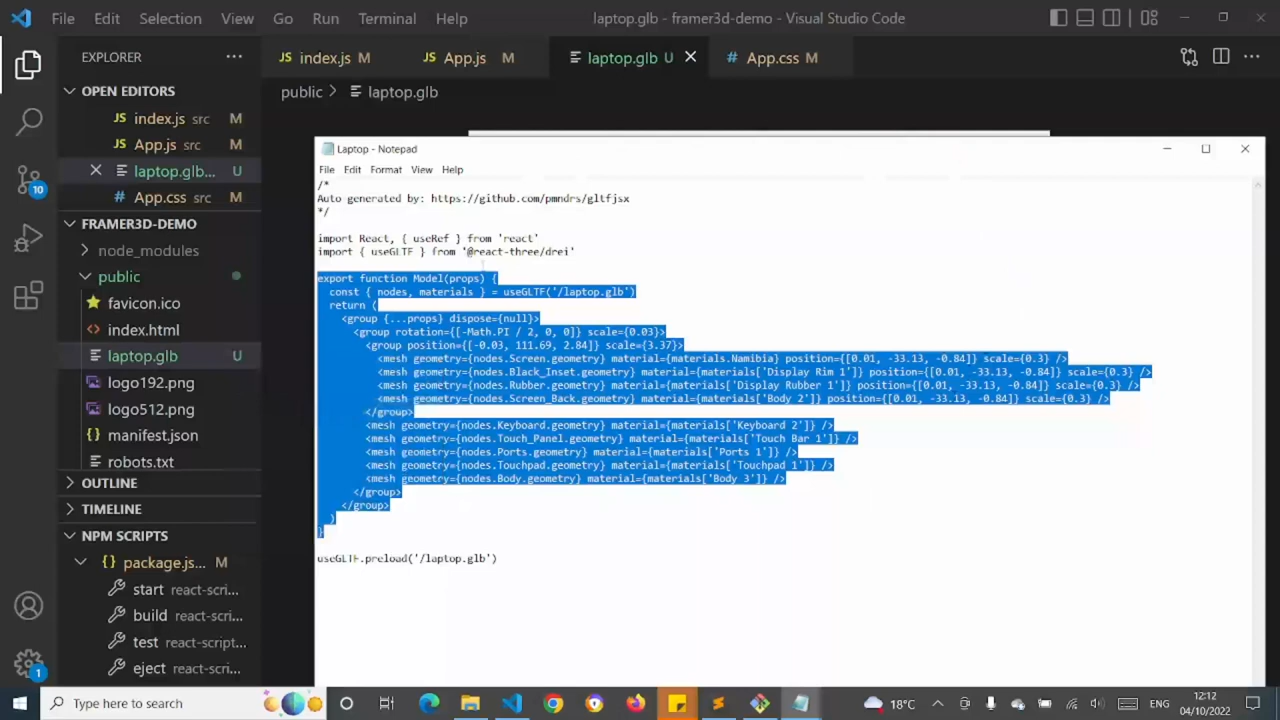 File Edit Selection View Go Run Terminal Help laptop.glb - framer3d-demo - Visual Studio Code
EXPLORER ··· JS index.js M JS App.js M laptop.glb U # App.css M ···
OPEN EDITORS
public > laptop.glb
JS index.js src M
JS App.js src M
laptop.glb... U
# App.css src M
FRAMER3D-DEMO
node_modules
public
favicon.ico
<> index.html
laptop.glb U
logo192.png
logo512.png
{} manifest.json
robots.txt
OUTLINE
TIMELINE
NPM SCRIPTS
{} package.js... M
start react-scri...
build react-scri...
test react-script...
eject react-scri...
10
1
Laptop - Notepad
File Edit Format View Help
/*
Auto generated by: https://github.com/pmndrs/gltfjsx
*/
import React, { useRef } from 'react'
import { useGLTF } from '@react-three/drei'
export function Model(props) {
const { nodes, materials } = useGLTF('/laptop.glb')
return (
<group {...props} dispose={null}>
<group rotation={[-Math.PI / 2, 0, 0]} scale={0.03}>
<group position={[-0.03, 111.69, 2.84]} scale={3.37}>
<mesh geometry={nodes.Screen.geometry} material={materials.Namibia} position={[0.01, -33.13, -0.84]} scale={0.3} />
<mesh geometry={nodes.Black_Inset.geometry} material={materials['Display Rim 1']} position={[0.01, -33.13, -0.84]} scale={0.3} />
<mesh geometry={nodes.Rubber.geometry} material={materials['Display Rubber 1']} position={[0.01, -33.13, -0.84]} scale={0.3} />
<mesh geometry={nodes.Screen_Back.geometry} material={materials['Body 2']} position={[0.01, -33.13, -0.84]} scale={0.3} />
</group>
<mesh geometry={nodes.Keyboard.geometry} material={materials['Keyboard 2']} />
<mesh geometry={nodes.Touch_Panel.geometry} material={materials['Touch Bar 1']} />
<mesh geometry={nodes.Ports.geometry} material={materials['Ports 1']} />
<mesh geometry={nodes.Touchpad.geometry} material={materials['Touchpad 1']} />
<mesh geometry={nodes.Body.geometry} material={materials['Body 3']} />
</group>
</group>
)
}
useGLTF.preload('/laptop.glb')
Type here to search
18°C ENG 12:12
04/10/2022